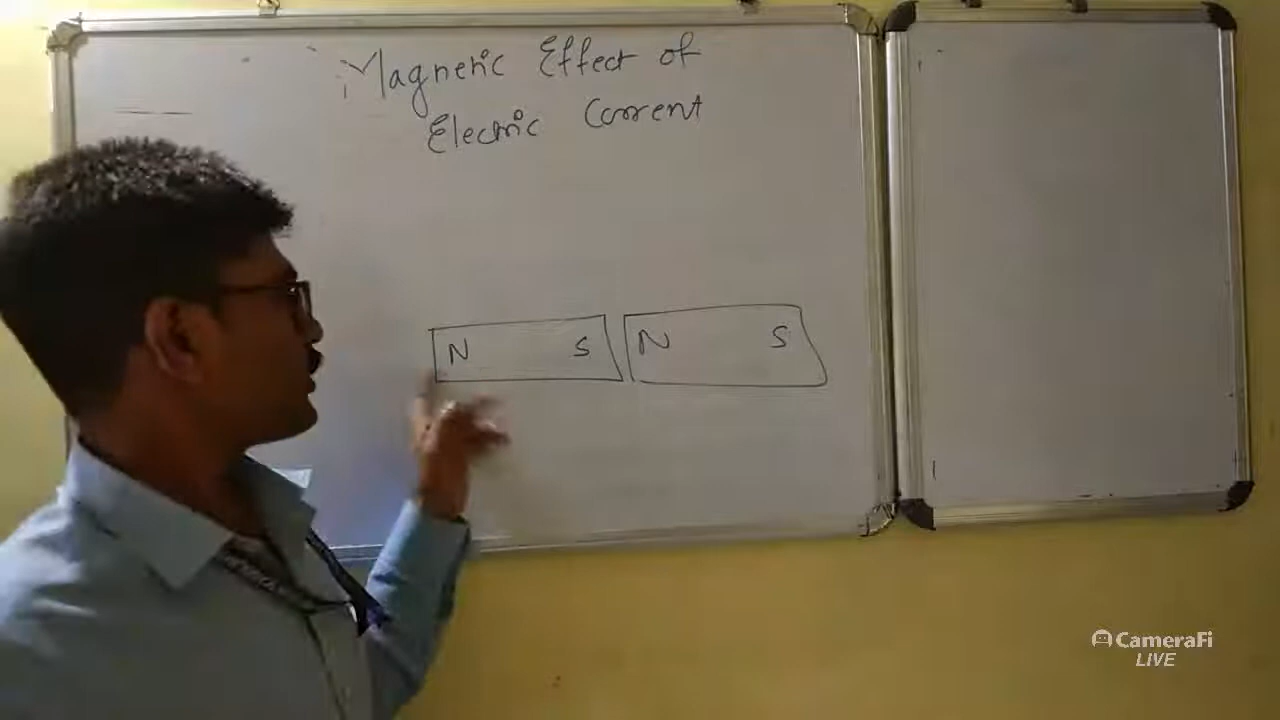 Magnetic Effect of
Electric Current
N S N S
CameraFi
LIVE